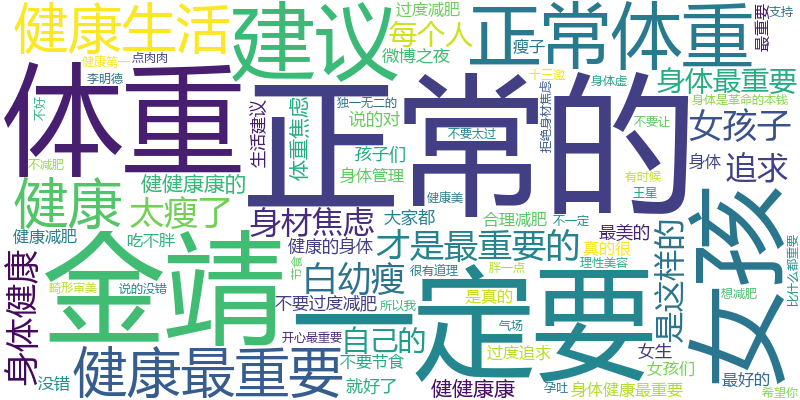 健康生活
建议
过度减肥
每个人
微博之夜
正常体重
瘦子
最重要
支持
健康第一
点肉肉
李明德
体重
正常的
十三邀
身体虚
身体最重要
不好
生活建议
体重焦虑
独一无二的
说的对
不要太过
拒绝身材焦虑
身体是革命的本钱
不要让
女孩子
不减肥
健康
健健康康的
孩子们
身体管理
有时候
身体
追求
王星
健康美
太瘦了
身材焦虑
大家都
合理减肥
不一定
最美的
女孩
健康减肥
吃不胖
金靖
健康的身体
才是最重要的
真的很
是这样的
比什么都重要
身体健康
节食
白幼瘦
很有道理
胖一点
理性美容
畸形审美
说的没错
不要过度减肥
所以我
是真的
一定要
想减肥
气场
开心最重要
自己的
过度追求
女生
健康最重要
不要节食
女孩们
没错
就好了
健健康康
孕吐
身体健康最重要
最好的
希望你